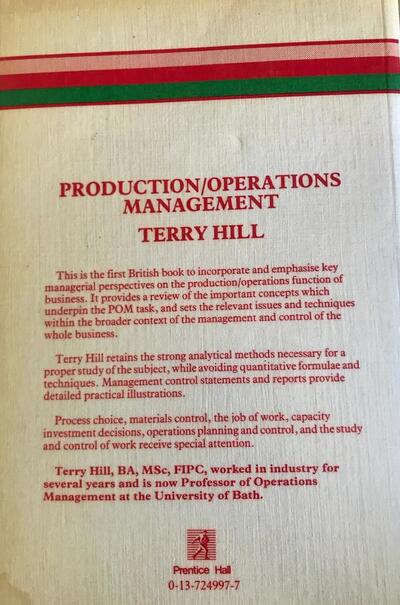 PRODUCTION/OPERATIONS
MANAGEMENT
TERRY HILL
This is the first British book to incorporate and emphasise key
managerial perspectives on the production/operations function of
business. It provides a review of the important concepts which
underpin the POM task, and sets the relevant issues and techniques
within the broader context of the management and control of the
whole business.
Terry Hill retains the strong analytical methods necessary for a
proper study of the subject, while avoiding quantitative formulae and
techniques. Management control statements and reports provide
detailed practical illustrations.
Process choice, materials control, the job of work, capacity
investment decisions, operations planning and control, and the study
and control of work receive special attention.
Terry Hill, BA, MSc, FIPC, worked in industry for
several years and is now Professor of Operations
Management at the University of Bath.
Prentice Hall
0-13-724997-7